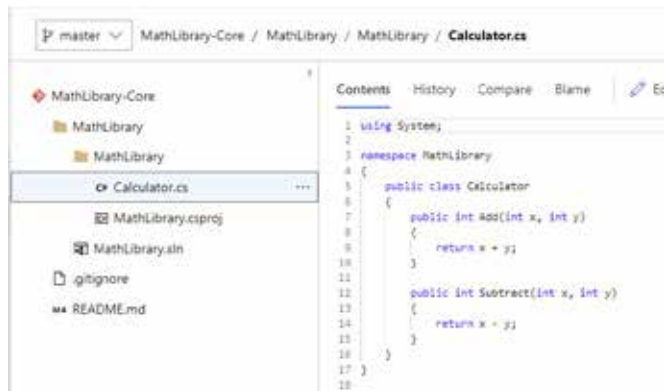 master MathLibrary-Core / MathLibrary / MathLibrary / Calculator.cs
MathLibrary-Core
MathLibrary
MathLibrary
C# Calculator.cs ...
MathLibrary.csproj
MathLibrary.sln
.gitignore
README.md
Contents History Compare Blame Ed
1 using System;
2
3 namespace MathLibrary
4 {
5 public class Calculator
6 {
7 public int Add(int x, int y)
8 {
9 return x + y;
10 }
11
12 public int Subtract(int x, int y)
13 {
14 return x - y;
15 }
16 }
17 }
18